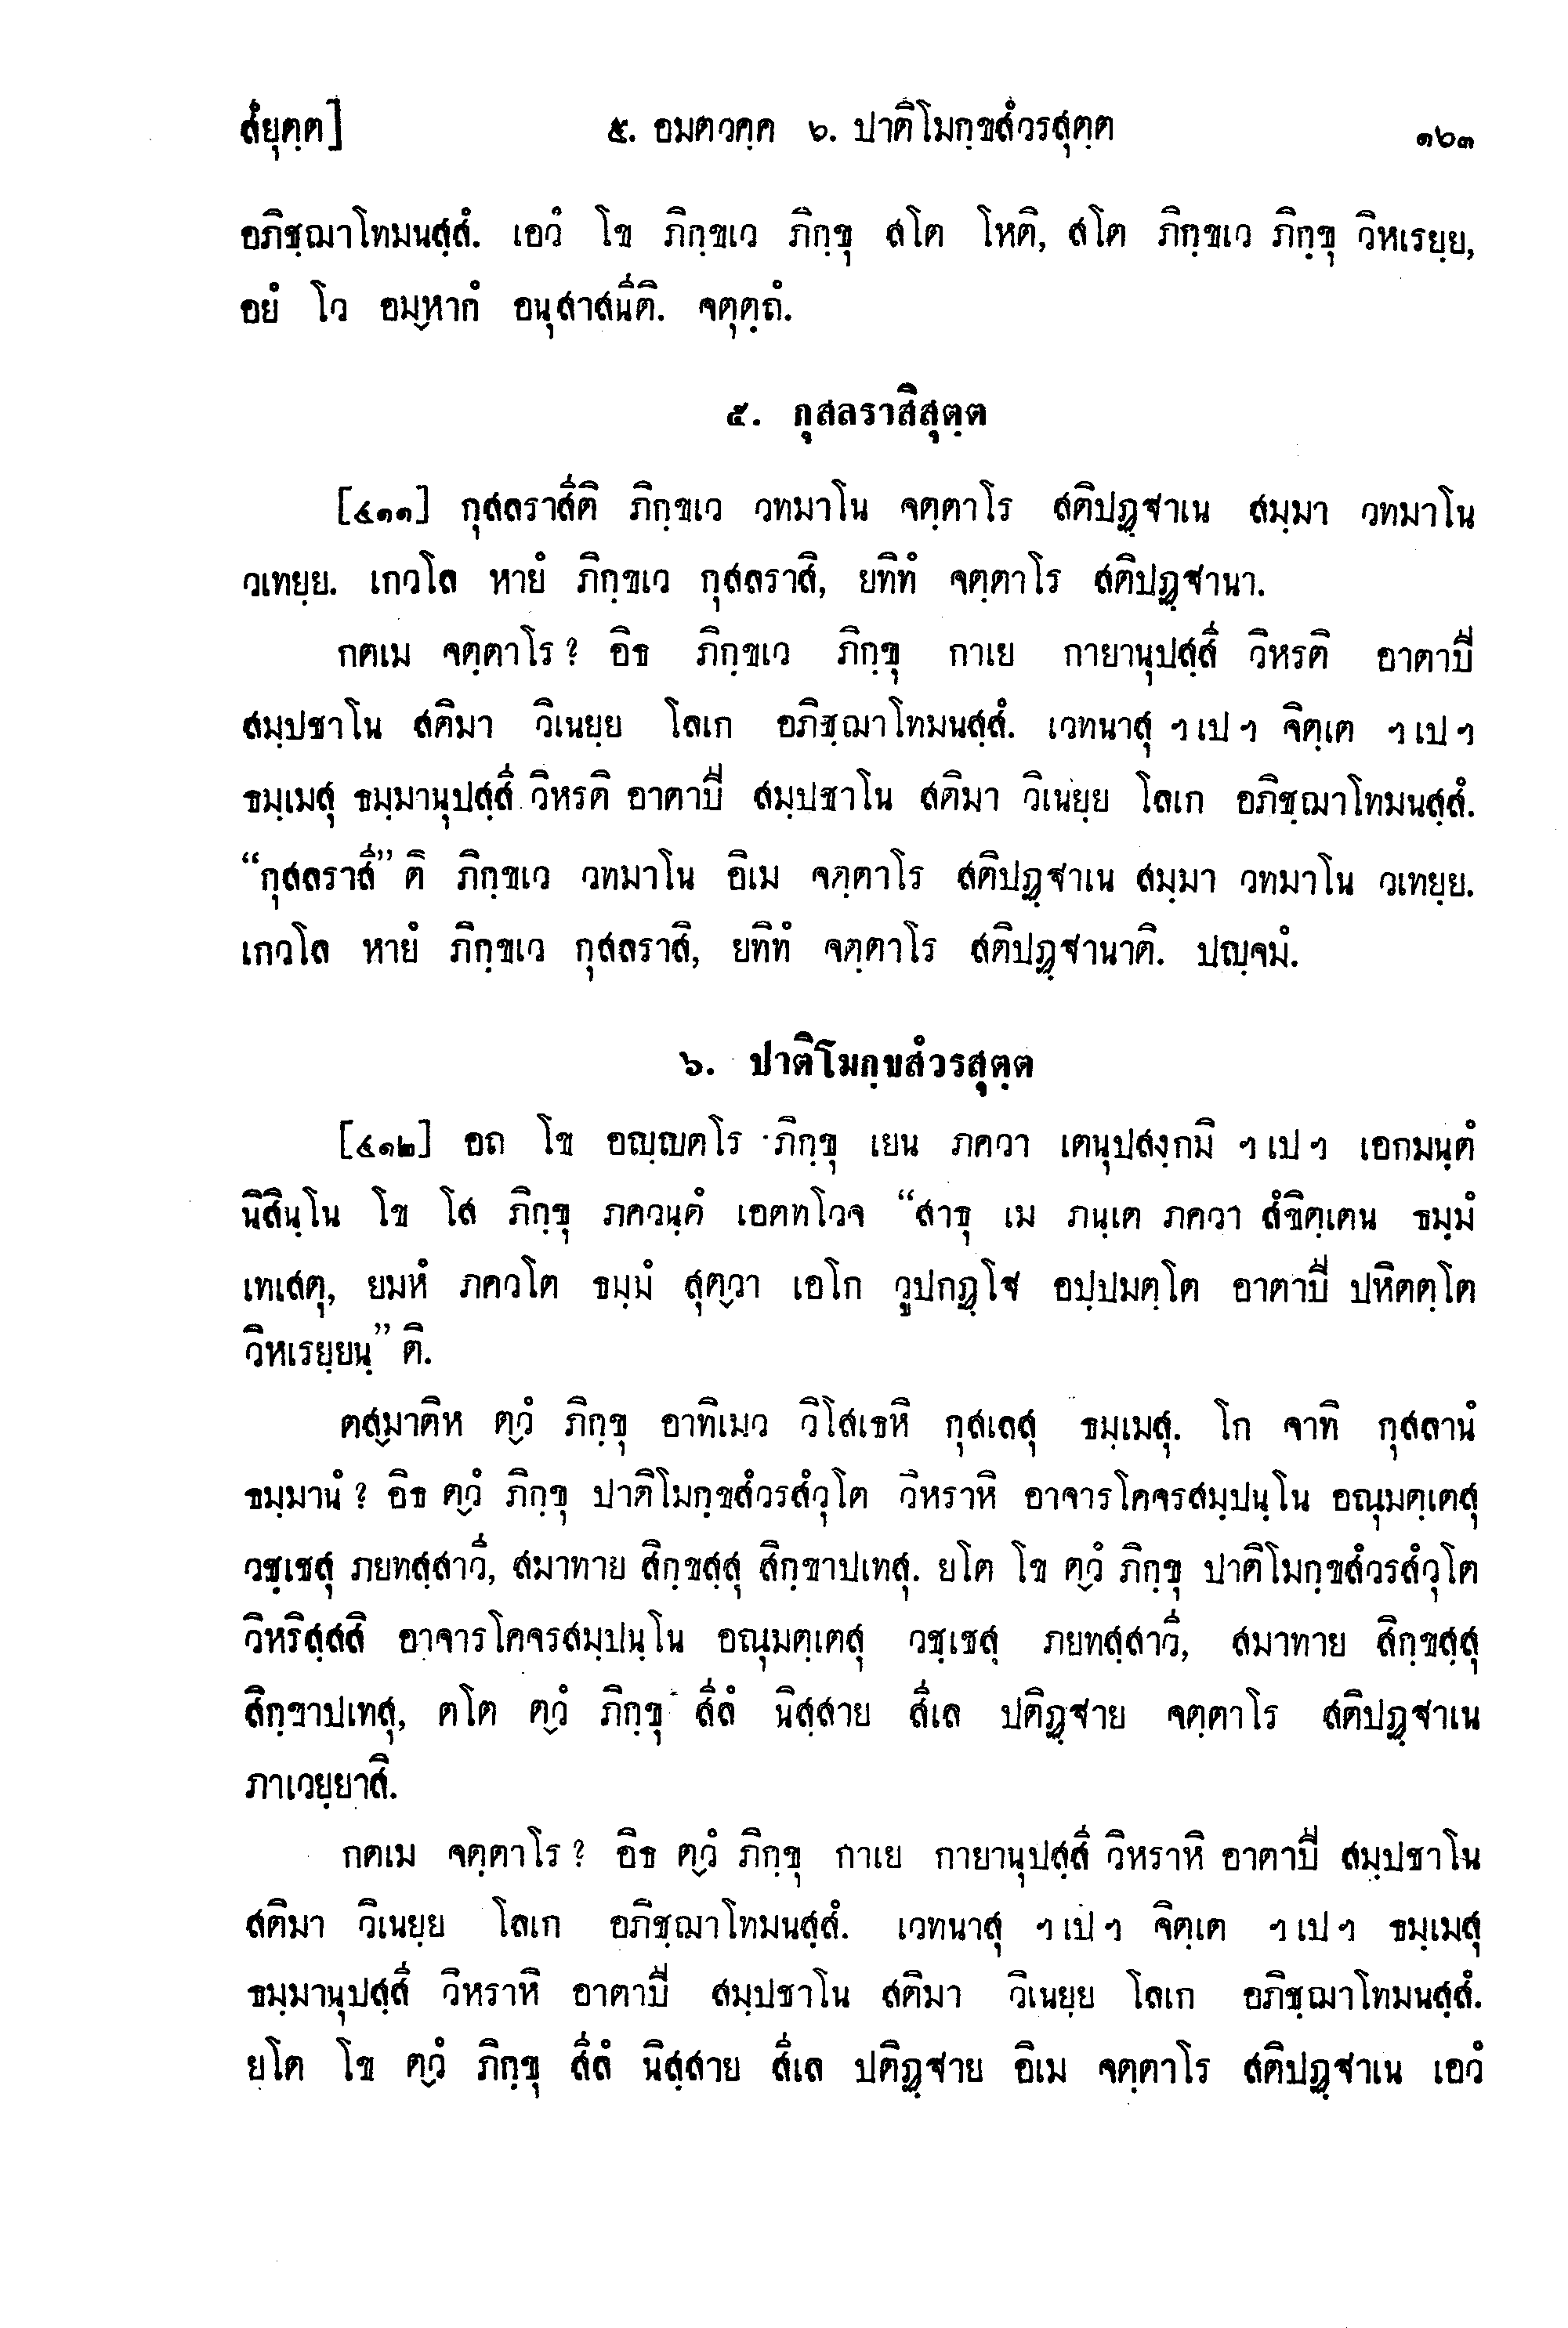 สํยุตฺต] ๕. อมตวคฺค ๖. ปาติโมกฺขสํวรสุตฺต ๑๖๓
อภิชฺฌาโทมนสฺสํ. เอวํ โข ภิกฺขเว ภิกฺขุ สโต โหติ, สโต ภิกฺขเว ภิกฺขุ วิหเรยฺย,
อยํ โว อมฺหากํ อนุสาสนีติ. จตุตฺถํ.
๕. กุสลราสิสุตฺต
[๔๑๑] กุสลราสีติ ภิกฺขเว วทมาโน จตฺตาโร สติปฏฺฐาเน สมฺมา วทมาโน
วเทยฺย. เกวโล หายํ ภิกฺขเว กุสลราสิ, ยทิทํ จตฺตาโร สติปฏฺฐานา.
กตเม จตฺตาโร? อิธ ภิกฺขเว ภิกฺขุ กาเย กายานุปสฺสี วิหรติ อาตาปี
สมฺปชาโน สติมา วิเนยฺย โลเก อภิชฺฌาโทมนสฺสํ. เวทนาสุ ฯเปฯ จิตฺเต ฯเปฯ
ธมฺเมสุ ธมฺมานุปสฺสี วิหรติ อาตาปี สมฺปชาโน สติมา วิเนยฺย โลเก อภิชฺฌาโทมนสฺสํ.
“กุสลราสี” ติ ภิกฺขเว วทมาโน อิเม จตฺตาโร สติปฏฺฐาเน สมฺมา วทมาโน วเทยฺย.
เกวโล หายํ ภิกฺขเว กุสลราสิ, ยทิทํ จตฺตาโร สติปฏฺฐานาติ. ปญฺจมํ.
๖. ปาติโมกฺขสํวรสุตฺต
[๔๑๒] อถ โข อญฺญตโร ภิกฺขุ เยน ภควา เตนุปสงฺกมิ ฯเปฯ เอกมนฺตํ
นิสินฺโน โข โส ภิกฺขุ ภควนฺตํ เอตทโวจ “สาธุ เม ภนฺเต ภควา สํขิตฺเตน ธมฺมํ
เทเสตุ, ยมหํ ภควโต ธมฺมํ สุตฺวา เอโก วูปกฏฺโฐ อปฺปมตฺโต อาตาปี ปหิตตฺโต
วิหเรยฺยนฺ” ติ.
ตสฺมาติห ตฺวํ ภิกฺขุ อาทิเมว วิโสเธหิ กุสเลสุ ธมฺเมสุ. โก จาทิ กุสลานํ
ธมฺมานํ? อิธ ตฺวํ ภิกฺขุ ปาติโมกฺขสํวรสํวุโต วิหราหิ อาจารโคจรสมฺปนฺโน อณุมตฺเตสุ
วชฺเชสุ ภยทสฺสาวี, สมาทาย สิกฺขสฺสุ สิกฺขาปเทสุ. ยโต โข ตฺวํ ภิกฺขุ ปาติโมกฺขสํวรสํวุโต
วิหริสฺสสิ อาจารโคจรสมฺปนฺโน อณุมตฺเตสุ วชฺเชสุ ภยทสฺสาวี, สมาทาย สิกฺขสฺสุ
สิกฺขาปเทสุ, ตโต ตฺวํ ภิกฺขุ สีลํ นิสฺสาย สีเล ปติฏฺฐาย จตฺตาโร สติปฏฺฐาเน
ภาเวยฺยาสิ.
กตเม จตฺตาโร? อิธ ตฺวํ ภิกฺขุ กาเย กายานุปสฺสี วิหราหิ อาตาปี สมฺปชาโน
สติมา วิเนยฺย โลเก อภิชฺฌาโทมนสฺสํ. เวทนาสุ ฯเปฯ จิตฺเต ฯเปฯ ธมฺเมสุ
ธมฺมานุปสฺสี วิหราหิ อาตาปี สมฺปชาโน สติมา วิเนยฺย โลเก อภิชฺฌาโทมนสฺสํ.
ยโต โข ตฺวํ ภิกฺขุ สีลํ นิสฺสาย สีเล ปติฏฺฐาย อิเม จตฺตาโร สติปฏฺฐาเน เอวํ